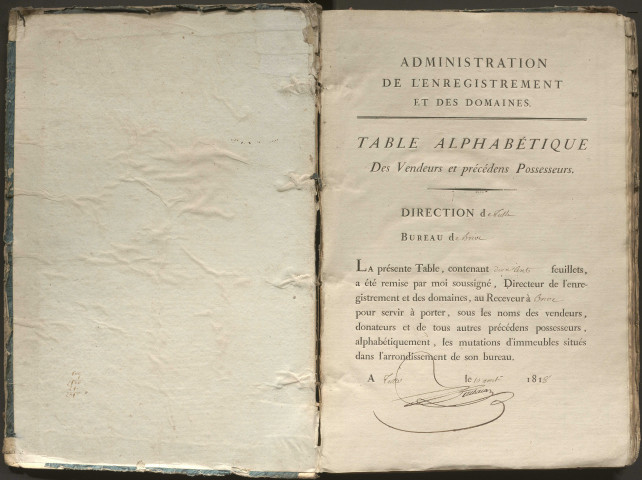 ADMINISTRATION
DE L'ENREGISTREMENT
ET DES DOMAINES.
TABLE ALPHABÉTIQUE
Des Vendeurs et précédens Possesseurs.
DIRECTION d
BUREAU d
LA présente Table, contenant feuillets,
a été remise par moi soussigné, Directeur de l'enre-
gistrement et des domaines, au Receveur à
pour servir à porter, sous les noms des vendeurs,
donateurs et de tous autres précédens possesseurs,
alphabétiquement, les mutations d'immeubles situés
dans l'arrondissement de son bureau.
A le 181